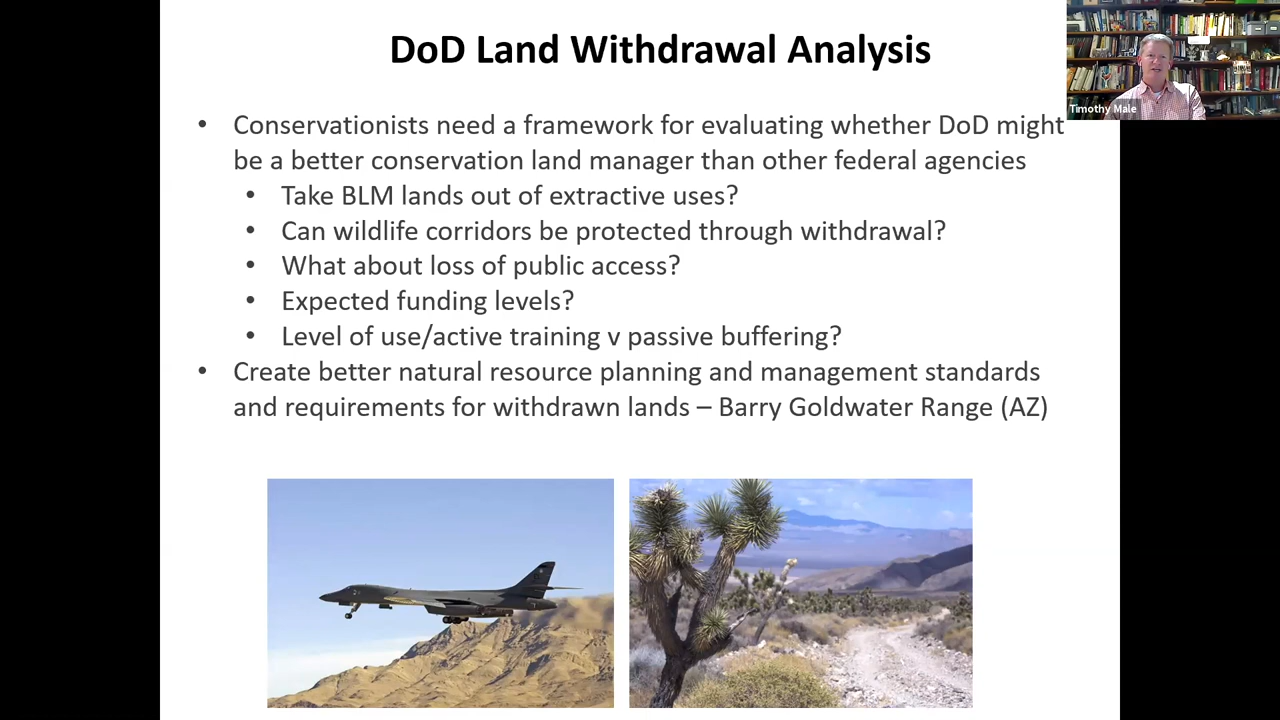 DoD Land Withdrawal Analysis
Timothy Male
• Conservationists need a framework for evaluating whether DoD might
be a better conservation land manager than other federal agencies
• Take BLM lands out of extractive uses?
• Can wildlife corridors be protected through withdrawal?
• What about loss of public access?
• Expected funding levels?
• Level of use/active training v passive buffering?
• Create better natural resource planning and management standards
and requirements for withdrawn lands – Barry Goldwater Range (AZ)